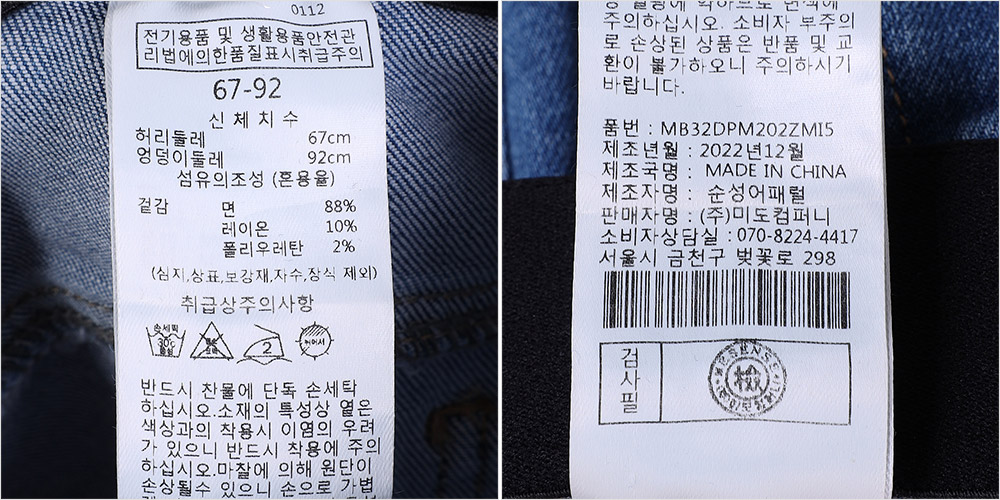 0112
전기용품 및 생활용품안전관
리법에의한품질표시취급주의
67-92
신체치수
허리둘레 67cm
엉덩이둘레 92cm
섬유의조성 (혼용율)
겉감 면 88%
레이온 10%
폴리우레탄 2%
(심지,상표,보강재,자수,장식 제외)
취급상주의사항
손세탁
30℃
중성
2
드라이
반드시 찬물에 단독 손세탁
하십시오.소재의 특성상 옅은
색상과의 착용시 이염의 우려
가 있으니 반드시 착용에 주의
하십시오.마찰에 의해 원단이
손상될수 있으니 손으로 가볍
주의하십시오. 소비자 부주의
로 손상된 상품은 반품 및 교
환이 불가하오니 주의하시기
바랍니다.
품번 : MB32DPM202ZMI5
제조년월 : 2022년12월
제조국명 : MADE IN CHINA
제조자명 : 순성어패럴
판매자명 : (주)미도컴퍼니
소비자상담실 : 070-8224-4417
서울시 금천구 벚꽃로 298
검사필
檢